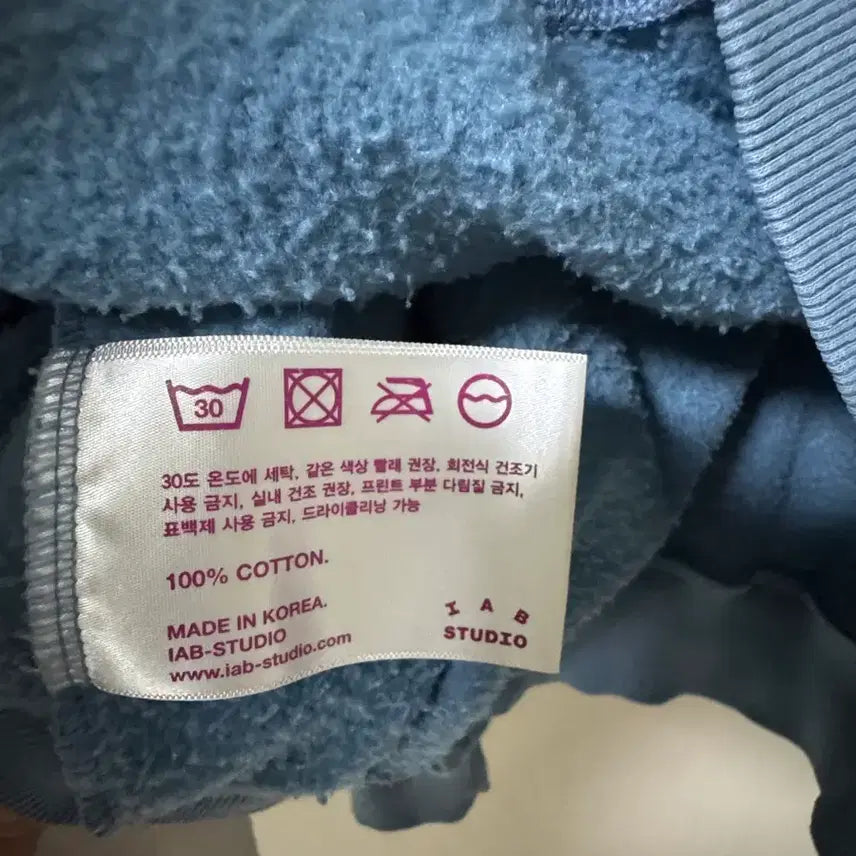 30
30도 온도에 세탁, 같은 색상 빨래 권장, 회전식 건조기
사용 금지, 실내 건조 권장, 프린트 부분 다림질 금지,
표백제 사용 금지, 드라이클리닝 가능
100% COTTON.
MADE IN KOREA.
IAB-STUDIO
www.iab-studio.com
I A B
STUDIO